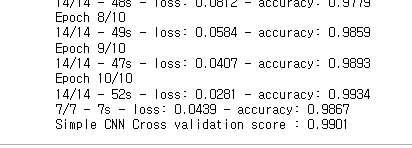 14/14 - 48s - loss: 0.0812 - accuracy: 0.9779
Epoch 8/10
14/14 - 49s - loss: 0.0584 - accuracy: 0.9859
Epoch 9/10
14/14 - 47s - loss: 0.0407 - accuracy: 0.9893
Epoch 10/10
14/14 - 52s - loss: 0.0281 - accuracy: 0.9934
7/7 - 7s - loss: 0.0439 - accuracy: 0.9867
Simple CNN Cross validation score : 0.9901